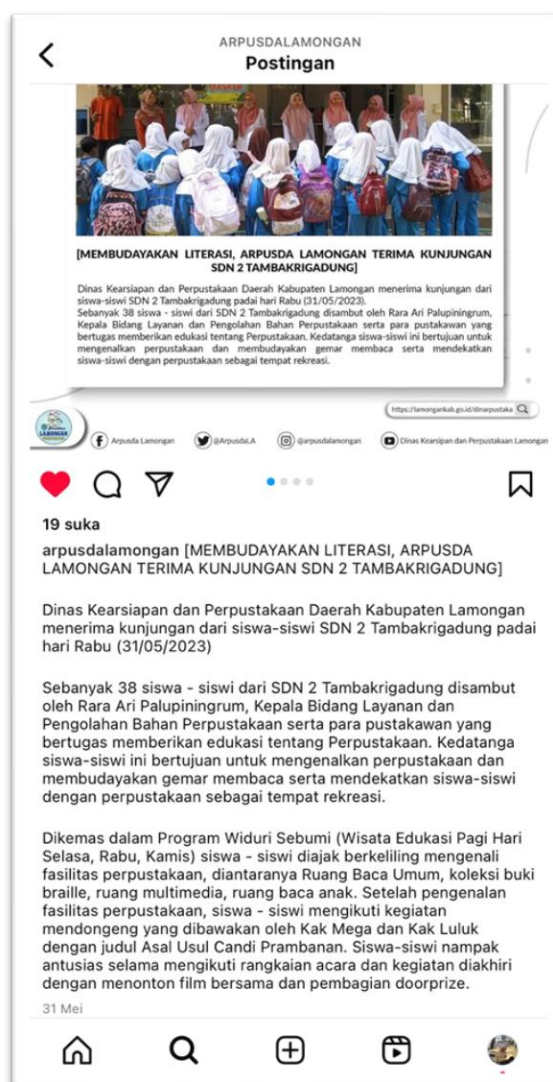 ARPUSDALAMONGAN
Postingan
[MEMBUDAYAKAN LITERASI, ARPUSDA LAMONGAN TERIMA KUNJUNGAN
SDN 2 TAMBAKRIGADUNG]
Dinas Kearsiapan dan Perpustakaan Daerah Kabupaten Lamongan menerima kunjungan dari
siswa-siswi SDN 2 Tambakrigadung padai hari Rabu (31/05/2023).
Sebanyak 38 siswa - siswi dari SDN 2 Tambakrigadung disambut oleh Rara Ari Palupiningrum,
Kepala Bidang Layanan dan Pengolahan Bahan Perpustakaan serta para pustakawan yang
bertugas memberikan edukasi tentang Perpustakaan. Kedatanga siswa-siswi ini bertujuan untuk
mengenalkan perpustakaan dan membudayakan gemar membaca serta mendekatkan
siswa-siswi dengan perpustakaan sebagai tempat rekreasi.
https://lamongankab.go.id/dinarpustaka
LAMONGAN
Arpusda Lamongan
@ArpusdaLA
@arpusdalamongan
Dinas Kearsipan dan Perpustakaan Lamongan
19 suka
arpusdalamongan [MEMBUDAYAKAN LITERASI, ARPUSDA
LAMONGAN TERIMA KUNJUNGAN SDN 2 TAMBAKRIGADUNG]
Dinas Kearsiapan dan Perpustakaan Daerah Kabupaten Lamongan
menerima kunjungan dari siswa-siswi SDN 2 Tambakrigadung padai
hari Rabu (31/05/2023)
Sebanyak 38 siswa - siswi dari SDN 2 Tambakrigadung disambut
oleh Rara Ari Palupiningrum, Kepala Bidang Layanan dan
Pengolahan Bahan Perpustakaan serta para pustakawan yang
bertugas memberikan edukasi tentang Perpustakaan. Kedatanga
siswa-siswi ini bertujuan untuk mengenalkan perpustakaan dan
membudayakan gemar membaca serta mendekatkan siswa-siswi
dengan perpustakaan sebagai tempat rekreasi.
Dikemas dalam Program Widuri Sebumi (Wisata Edukasi Pagi Hari
Selasa, Rabu, Kamis) siswa - siswi diajak berkeliling mengenali
fasilitas perpustakaan, diantaranya Ruang Baca Umum, koleksi buki
braille, ruang multimedia, ruang baca anak. Setelah pengenalan
fasilitas perpustakaan, siswa - siswi mengikuti kegiatan
mendongeng yang dibawakan oleh Kak Mega dan Kak Luluk
dengan judul Asal Usul Candi Prambanan. Siswa-siswi nampak
antusias selama mengikuti rangkaian acara dan kegiatan diakhiri
dengan menonton film bersama dan pembagian doorprize.
31 Mei